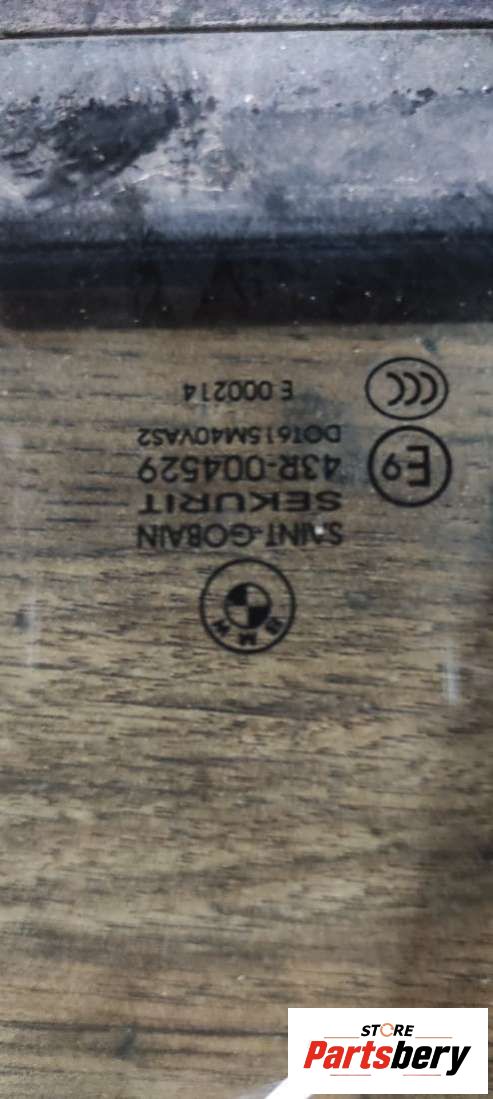 BMW
SAINT-GOBAIN
SEKURIT
E9 43R-004529
DOT615M40VAS2
CCC E 000214
STORE
Partsbery